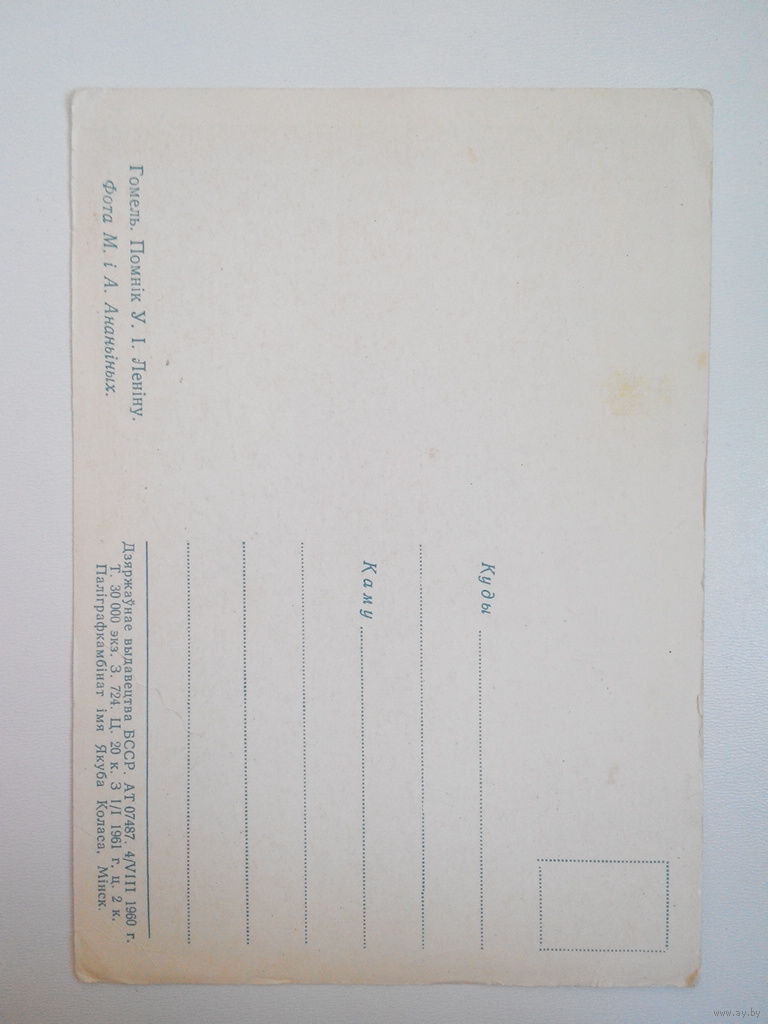 Гомель. Помнік У. І. Леніну.
Фота М. і А. Ананьіных.
Куды
Каму
Дзяржаўнае выдавецтва БССР. АТ 07487. 4/VIII 1960 г.
Т. 30 000 экз. З. 724. Ц. 20 к. З 1/I 1961 г. ц. 2 к.
Паліграфкамбінат імя Якуба Коласа, Мінск.
www.ay.by